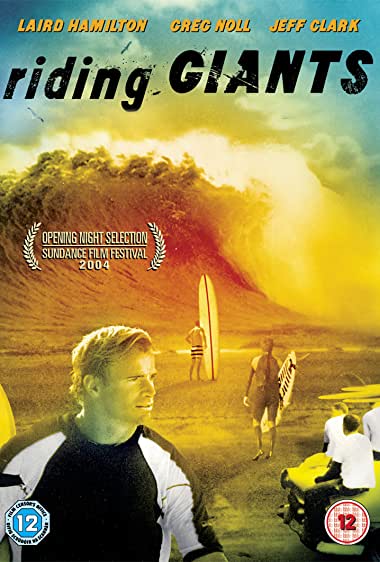 LAIRD HAMILTON GREG NOLL JEFF CLARK
riding GIANTS
OPENING NIGHT SELECTION
SUNDANCE FILM FESTIVAL
2004
12
12